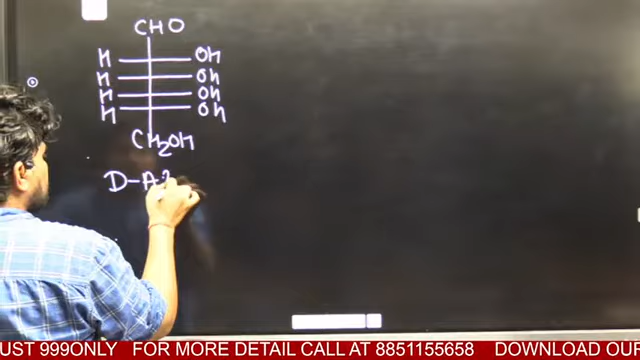 CHO
H OH
H OH
H OH
H OH
CH2OH
D-A
UST 999ONLY FOR MORE DETAIL CALL AT 8851155658 DOWNLOAD OUR